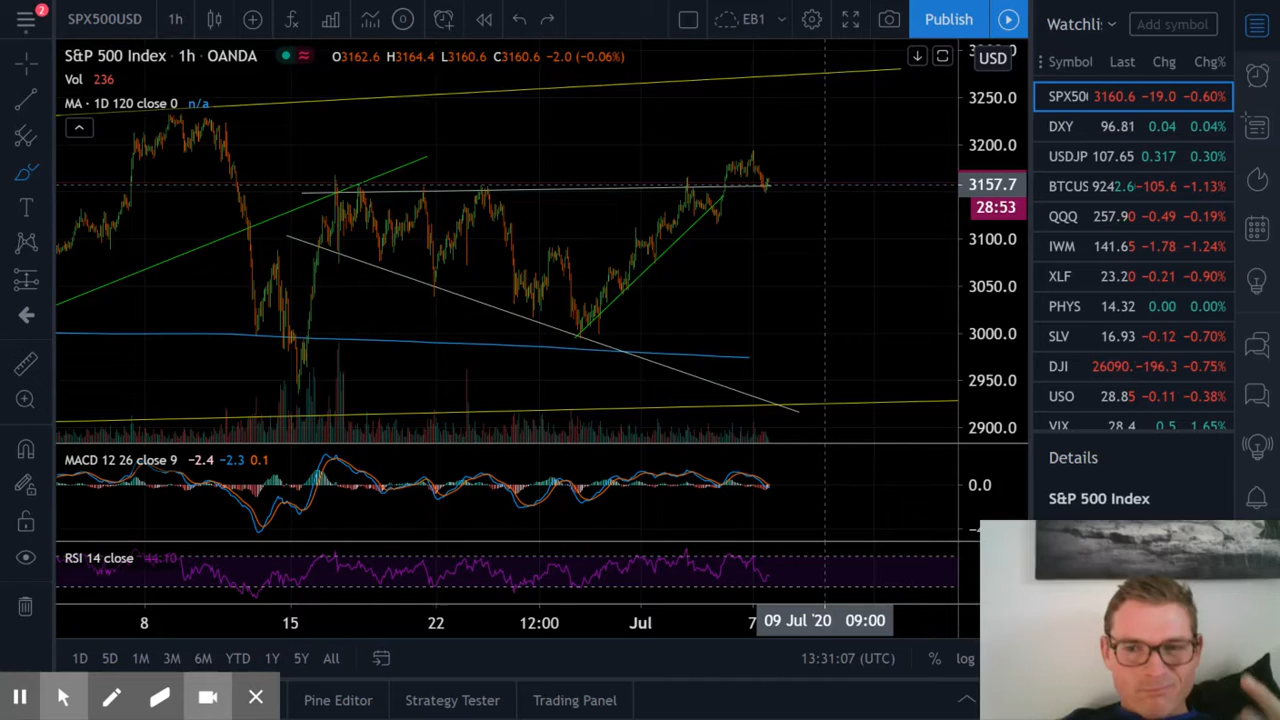 2
SPX500USD 1h EB1 Publish
Watchli Add symbol
S&P 500 Index · 1h · OANDA O3162.6 H3164.4 L3160.6 C3160.6 −2.0 (−0.06%)
Vol 236
MA · 1D 120 close 0 n/a
USD
3250.0
3200.0
3157.7
28:53
3100.0
3050.0
3000.0
2950.0
2900.0
Symbol Last Chg Chg%
SPX50 3160.6 −19.0 −0.60%
DXY 96.81 0.04 0.04%
USDJP 107.65 0.317 0.30%
BTCUS 9242.6 −105.6 −1.13%
QQQ 257.90 −0.49 −0.19%
IWM 141.65 −1.78 −1.24%
XLF 23.20 −0.21 −0.90%
PHYS 14.32 0.00 0.00%
SLV 16.93 −0.12 −0.70%
DJI 26090. −196.3 −0.75%
USO 28.85 −0.11 −0.38%
VIX 28.4 0.5 1.65%
Details
S&P 500 Index
MACD 12 26 close 9 −2.4 −2.3 0.1
0.0
RSI 14 close 44.10
8 15 22 12:00 Jul 7 09 Jul '20 09:00
1D 5D 1M 3M 6M YTD 1Y 5Y All 13:31:07 (UTC) % log
Pine Editor Strategy Tester Trading Panel